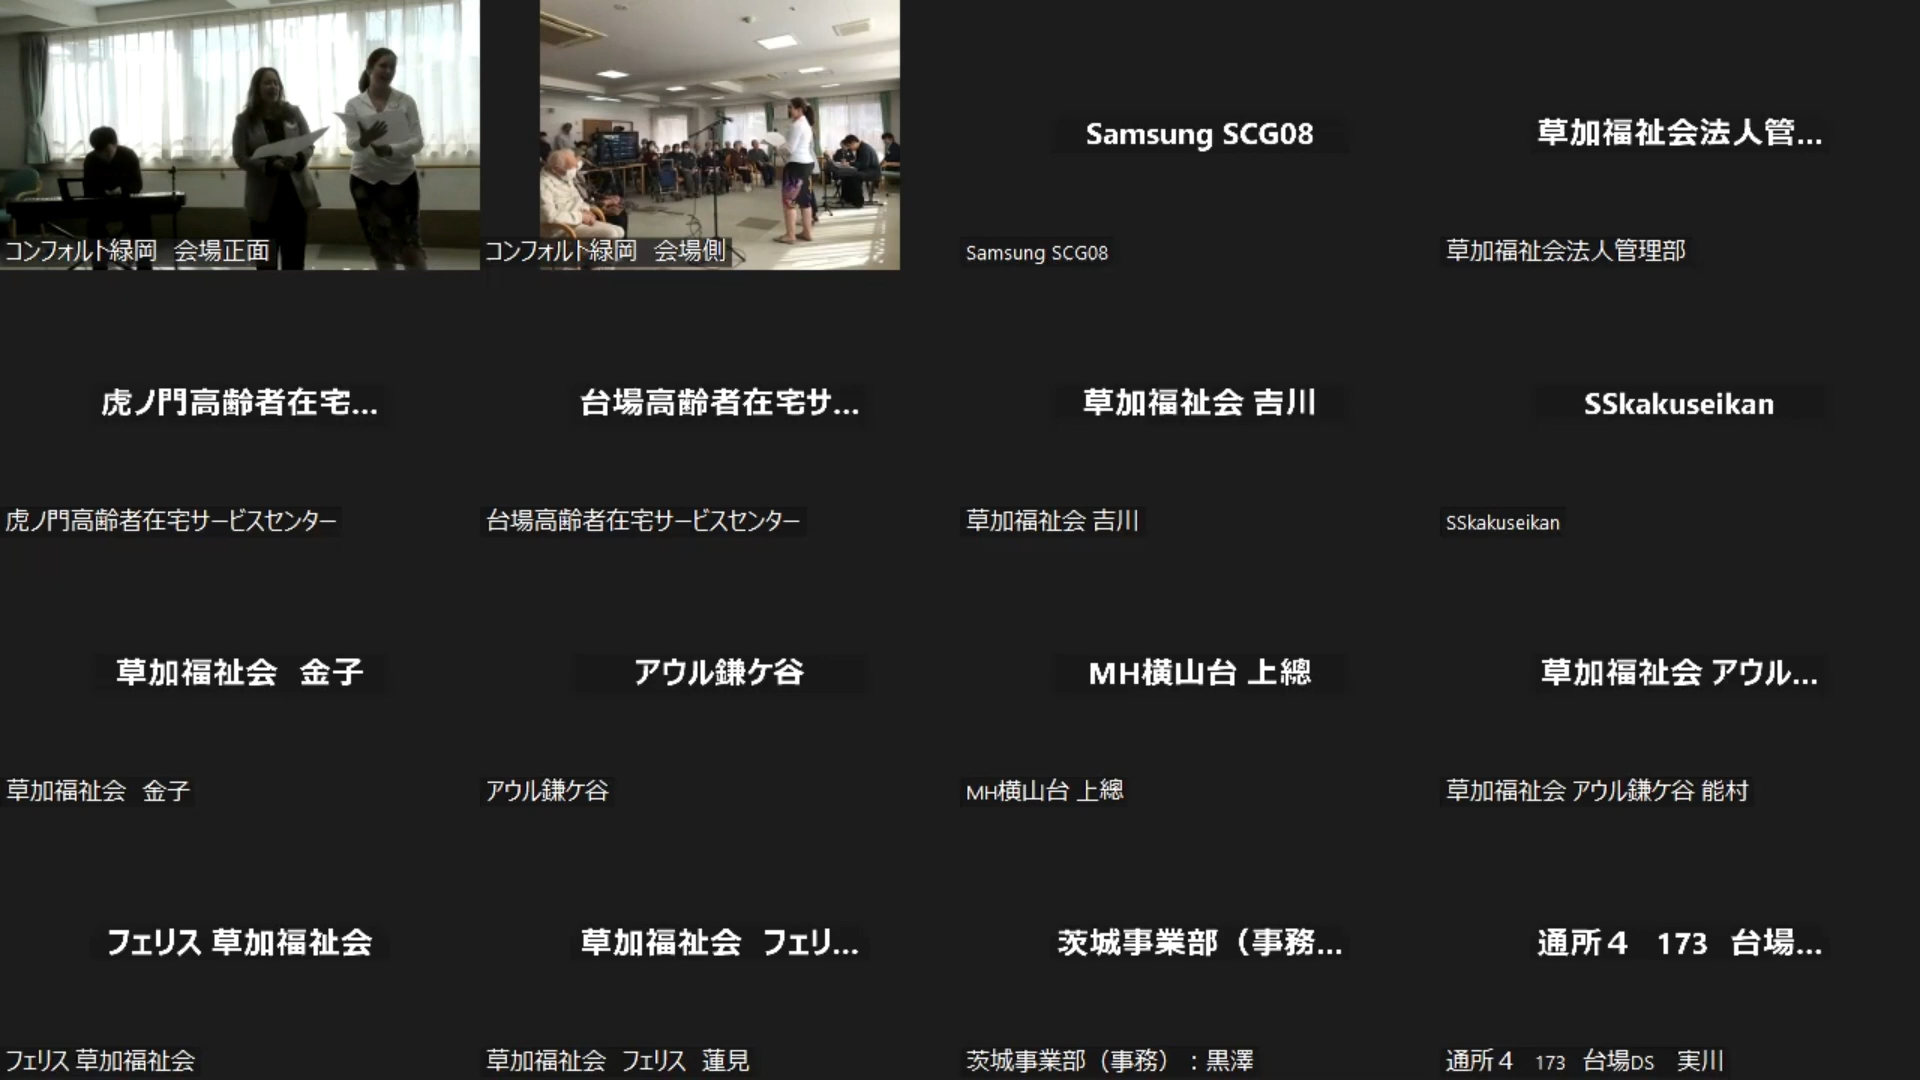 コンフォルト緑岡　会場正面
コンフォルト緑岡　会場側
Samsung SCG08
Samsung SCG08
草加福祉会法人管...
草加福祉会法人管理部
虎ノ門高齢者在宅...
虎ノ門高齢者在宅サービスセンター
台場高齢者在宅サ...
台場高齢者在宅サービスセンター
草加福祉会 吉川
草加福祉会 吉川
SSkakuseikan
SSkakuseikan
草加福祉会　金子
草加福祉会　金子
アウル鎌ケ谷
アウル鎌ケ谷
MH横山台 上總
MH横山台 上總
草加福祉会 アウル...
草加福祉会 アウル鎌ケ谷 能村
フェリス 草加福祉会
フェリス 草加福祉会
草加福祉会　フェリ...
草加福祉会　フェリス　蓮見
茨城事業部（事務...
茨城事業部（事務）：黒澤
通所４　173　台場...
通所４　173　台場DS　実川